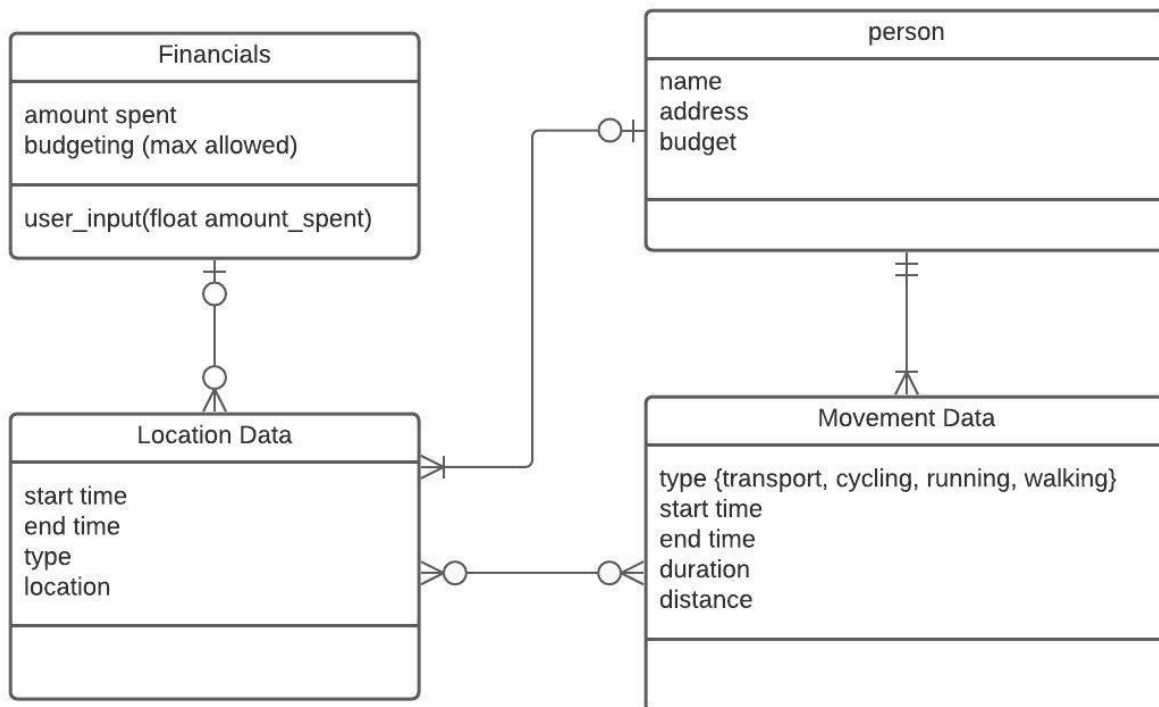 Financials
amount spent
budgeting (max allowed)
user_input(float amount_spent)
person
name
address
budget
Location Data
start time
end time
type
location
Movement Data
type {transport, cycling, running, walking}
start time
end time
duration
distance